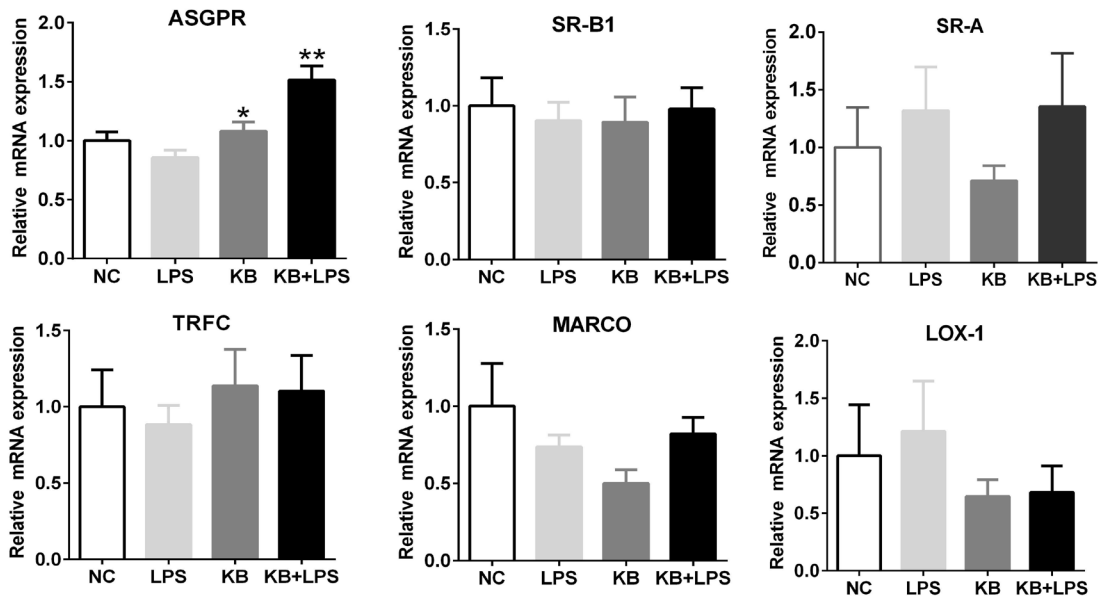 ASGPR
Relative mRNA expression
2.0
1.5
1.0
0.5
0.0
*
**
NC LPS KB KB+LPS
SR-B1
Relative mRNA expression
1.5
1.0
0.5
0.0
NC LPS KB KB+LPS
SR-A
Relative mRNA expression
2.0
1.5
1.0
0.5
0.0
NC LPS KB KB+LPS
TRFC
Relative mRNA expression
1.5
1.0
0.5
0.0
NC LPS KB KB+LPS
MARCO
Relative mRNA expression
1.5
1.0
0.5
0.0
NC LPS KB KB+LPS
LOX-1
Relative mRNA expression
2.0
1.5
1.0
0.5
0.0
NC LPS KB KB+LPS